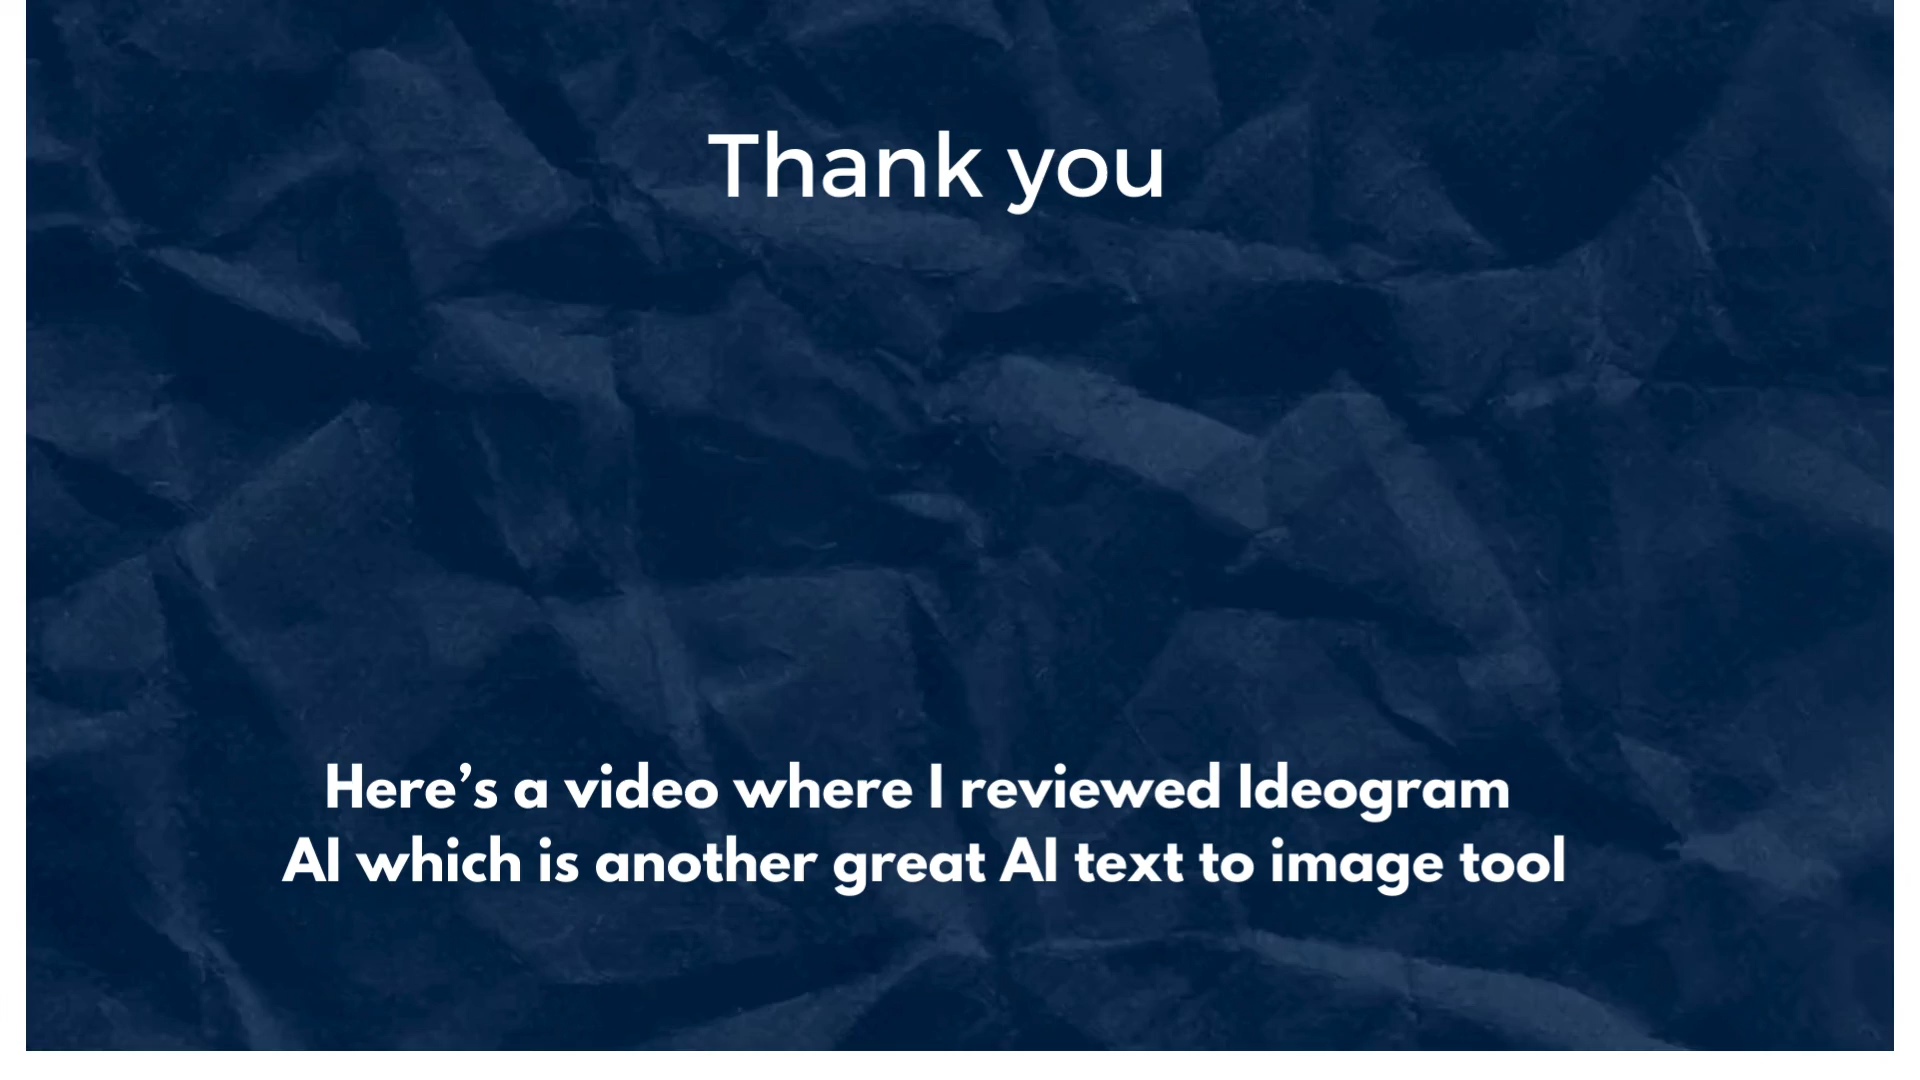 Thank you
Here’s a video where I reviewed Ideogram
AI which is another great AI text to image tool